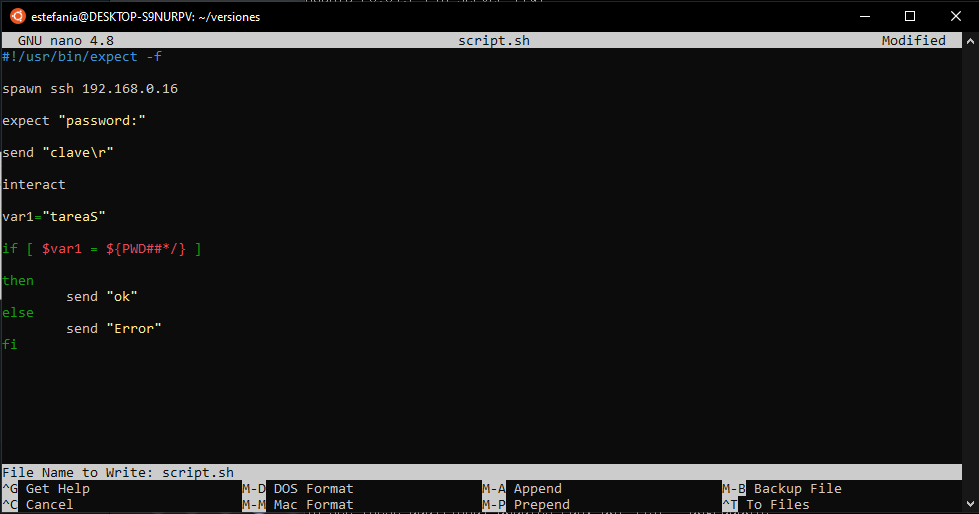 estefania@DESKTOP-S9NURPV: ~/versiones
GNU nano 4.8 script.sh Modified
#!/usr/bin/expect -f
spawn ssh 192.168.0.16
expect "password:"
send "clave\r"
interact
var1="tareaS"
if [ $var1 = ${PWD##*/} ]
then
send "ok"
else
send "Error"
fi
File Name to Write: script.sh
^G Get Help M-D DOS Format M-A Append M-B Backup File
^C Cancel M-M Mac Format M-P Prepend ^T To Files